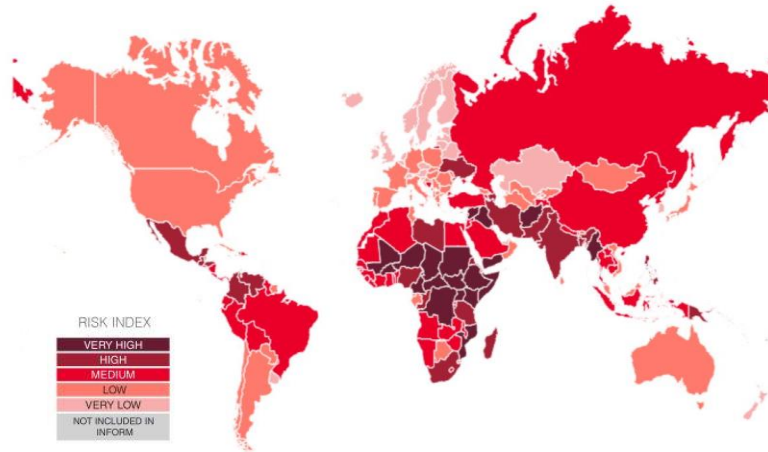 RISK INDEX
VERY HIGH
HIGH
MEDIUM
LOW
VERY LOW
NOT INCLUDED IN
INFORM